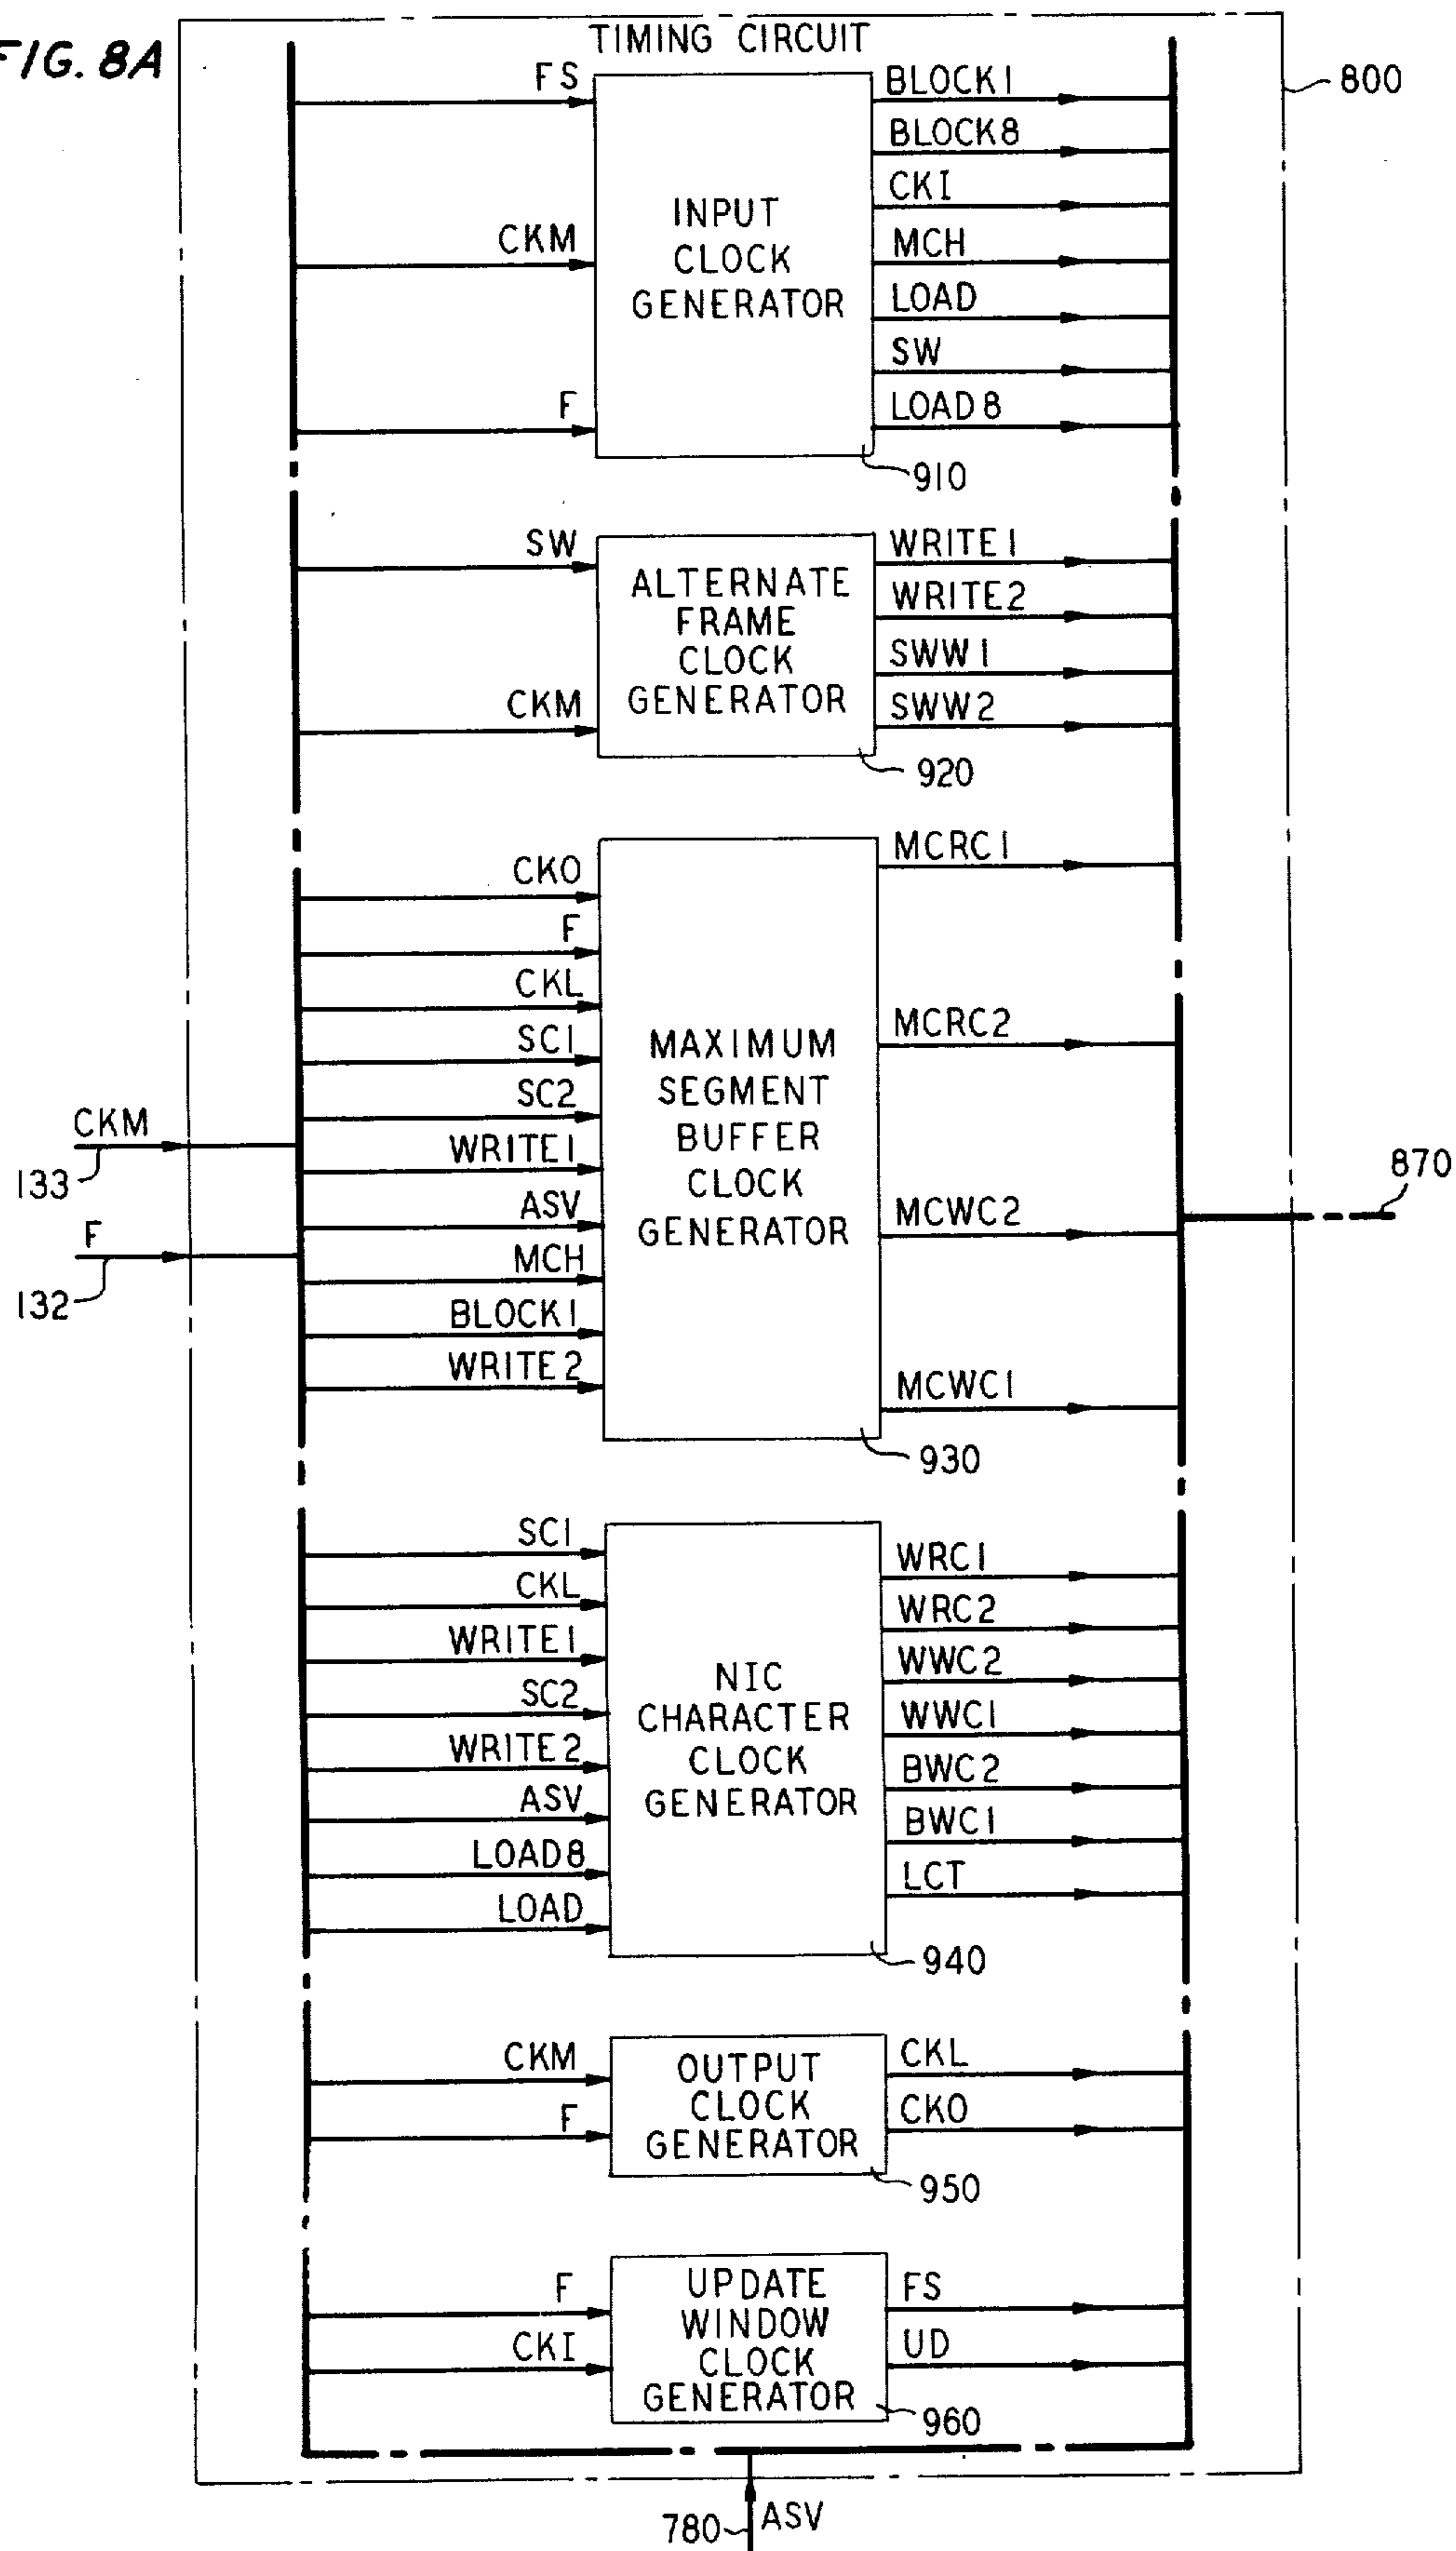 FIG. 8A
TIMING CIRCUIT
800
FS
CKM
F
INPUT
CLOCK
GENERATOR
BLOCK1
BLOCK8
CKI
MCH
LOAD
SW
LOAD8
910
SW
CKM
ALTERNATE
FRAME
CLOCK
GENERATOR
WRITE1
WRITE2
SWW1
SWW2
920
CKO
F
CKL
SC1
SC2
WRITE1
ASV
MCH
BLOCK1
WRITE2
MAXIMUM
SEGMENT
BUFFER
CLOCK
GENERATOR
MCRC1
MCRC2
MCWC2
MCWC1
930
CKM
133
F
132
870
SC1
CKL
WRITE1
SC2
WRITE2
ASV
LOAD8
LOAD
NIC
CHARACTER
CLOCK
GENERATOR
WRC1
WRC2
WWC2
WWC1
BWC2
BWC1
LCT
940
CKM
F
OUTPUT
CLOCK
GENERATOR
CKL
CKO
950
F
CKI
UPDATE
WINDOW
CLOCK
GENERATOR
FS
UD
960
780
ASV